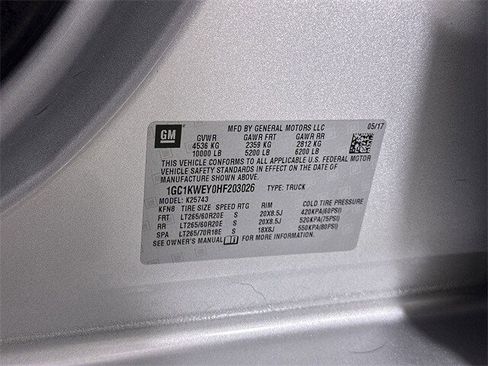 GM
MFD BY GENERAL MOTORS LLC 05/17
GVWR GAWR FRT GAWR RR
4536 KG 2359 KG 2812 KG
10000 LB 5200 LB 6200 LB
THIS VEHICLE CONFORMS TO ALL APPLICABLE U.S. FEDERAL MOTOR
VEHICLE SAFETY STANDARDS IN EFFECT ON THE DATE OF
MANUFACTURE SHOWN ABOVE.
1GC1KWEY0HF203026 TYPE: TRUCK
MODEL: K25743
KFN8 TIRE SIZE SPEED RTG RIM COLD TIRE PRESSURE
FRT LT265/60R20E S 20X8.5J 420KPA(60PSI)
RR LT265/60R20E S 20X8.5J 520KPA(75PSI)
SPA LT265/70R18E S 18X8J 550KPA(80PSI)
SEE OWNER'S MANUAL